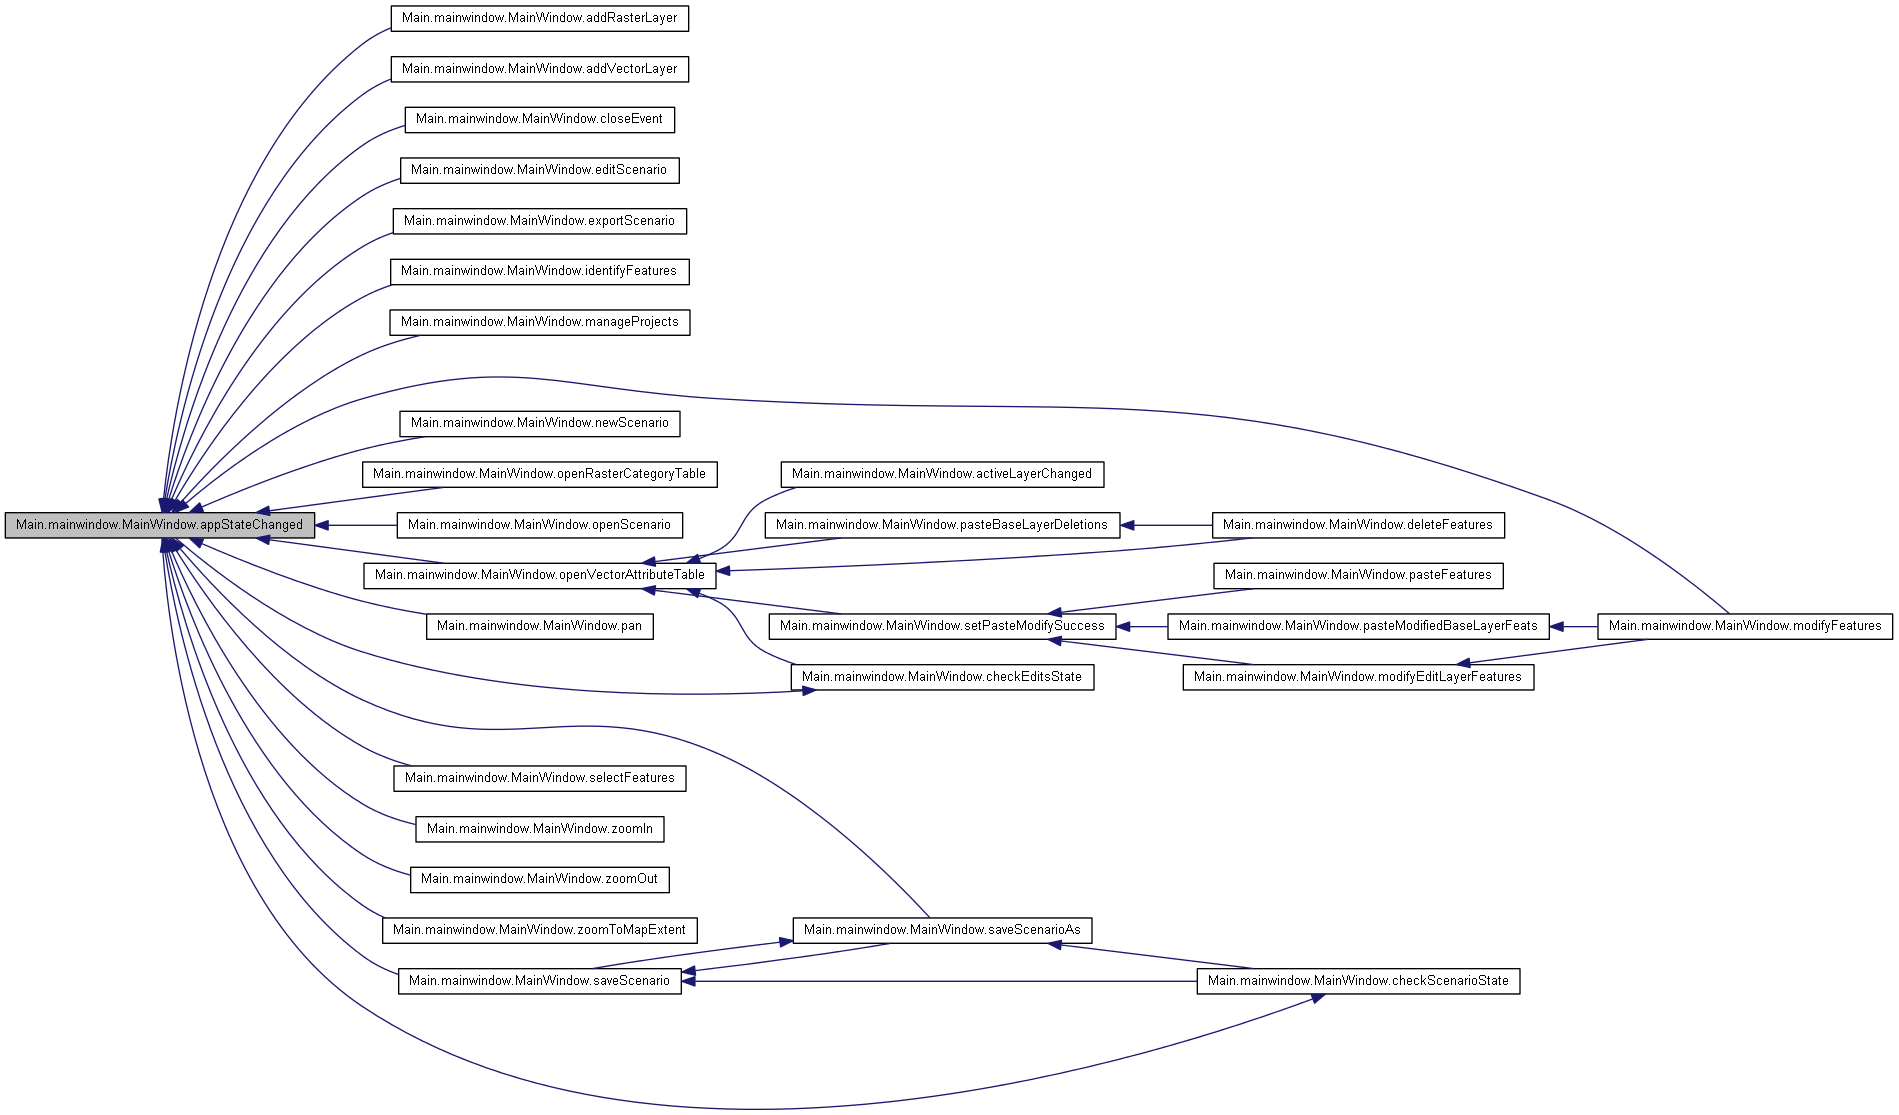 Main.mainwindow.MainWindow.addRasterLayer
Main.mainwindow.MainWindow.addVectorLayer
Main.mainwindow.MainWindow.closeEvent
Main.mainwindow.MainWindow.editScenario
Main.mainwindow.MainWindow.exportScenario
Main.mainwindow.MainWindow.identifyFeatures
Main.mainwindow.MainWindow.manageProjects
Main.mainwindow.MainWindow.newScenario
Main.mainwindow.MainWindow.openRasterCategoryTable
Main.mainwindow.MainWindow.activeLayerChanged
Main.mainwindow.MainWindow.appStateChanged
Main.mainwindow.MainWindow.openScenario
Main.mainwindow.MainWindow.pasteBaseLayerDeletions
Main.mainwindow.MainWindow.deleteFeatures
Main.mainwindow.MainWindow.openVectorAttributeTable
Main.mainwindow.MainWindow.pasteFeatures
Main.mainwindow.MainWindow.pan
Main.mainwindow.MainWindow.setPasteModifySuccess
Main.mainwindow.MainWindow.pasteModifiedBaseLayerFeats
Main.mainwindow.MainWindow.modifyFeatures
Main.mainwindow.MainWindow.checkEditsState
Main.mainwindow.MainWindow.modifyEditLayerFeatures
Main.mainwindow.MainWindow.selectFeatures
Main.mainwindow.MainWindow.zoomIn
Main.mainwindow.MainWindow.zoomOut
Main.mainwindow.MainWindow.zoomToMapExtent
Main.mainwindow.MainWindow.saveScenarioAs
Main.mainwindow.MainWindow.saveScenario
Main.mainwindow.MainWindow.checkScenarioState